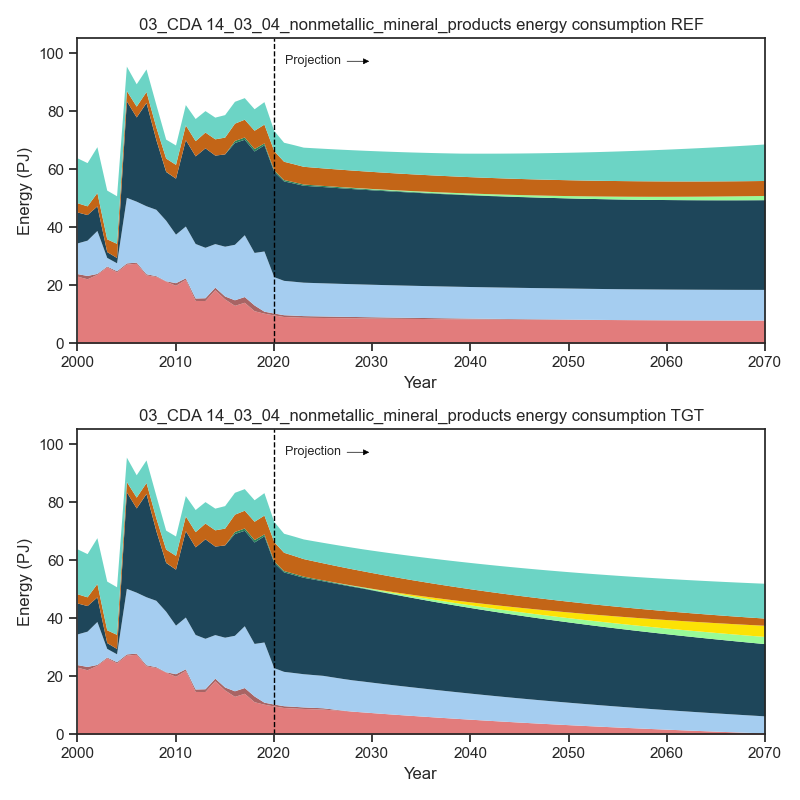 03_CDA 14_03_04_nonmetallic_mineral_products energy consumption REF
100
80
60
40
20
0
Energy (PJ)
Projection
2000 2010 2020 2030 2040 2050 2060 2070
Year
03_CDA 14_03_04_nonmetallic_mineral_products energy consumption TGT
100
80
60
40
20
0
Energy (PJ)
Projection
2000 2010 2020 2030 2040 2050 2060 2070
Year